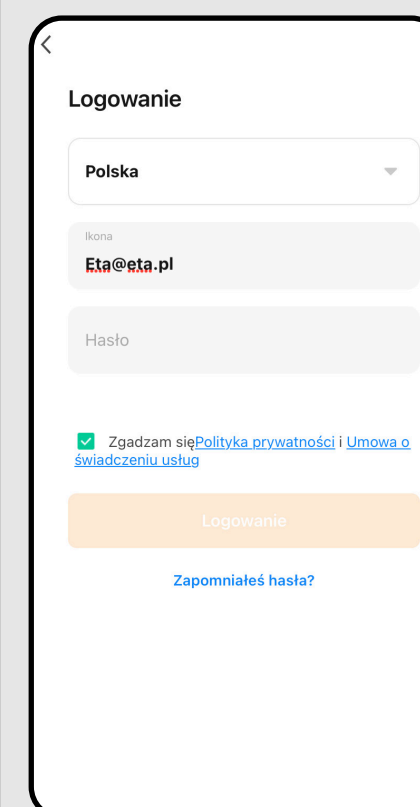 Logowanie
Polska
Ikona
Eta@eta.pl
Hasło
Zgadzam sięPolityka prywatności i Umowa o
świadczeniu usług
Logowanie
Zapomniałeś hasła?